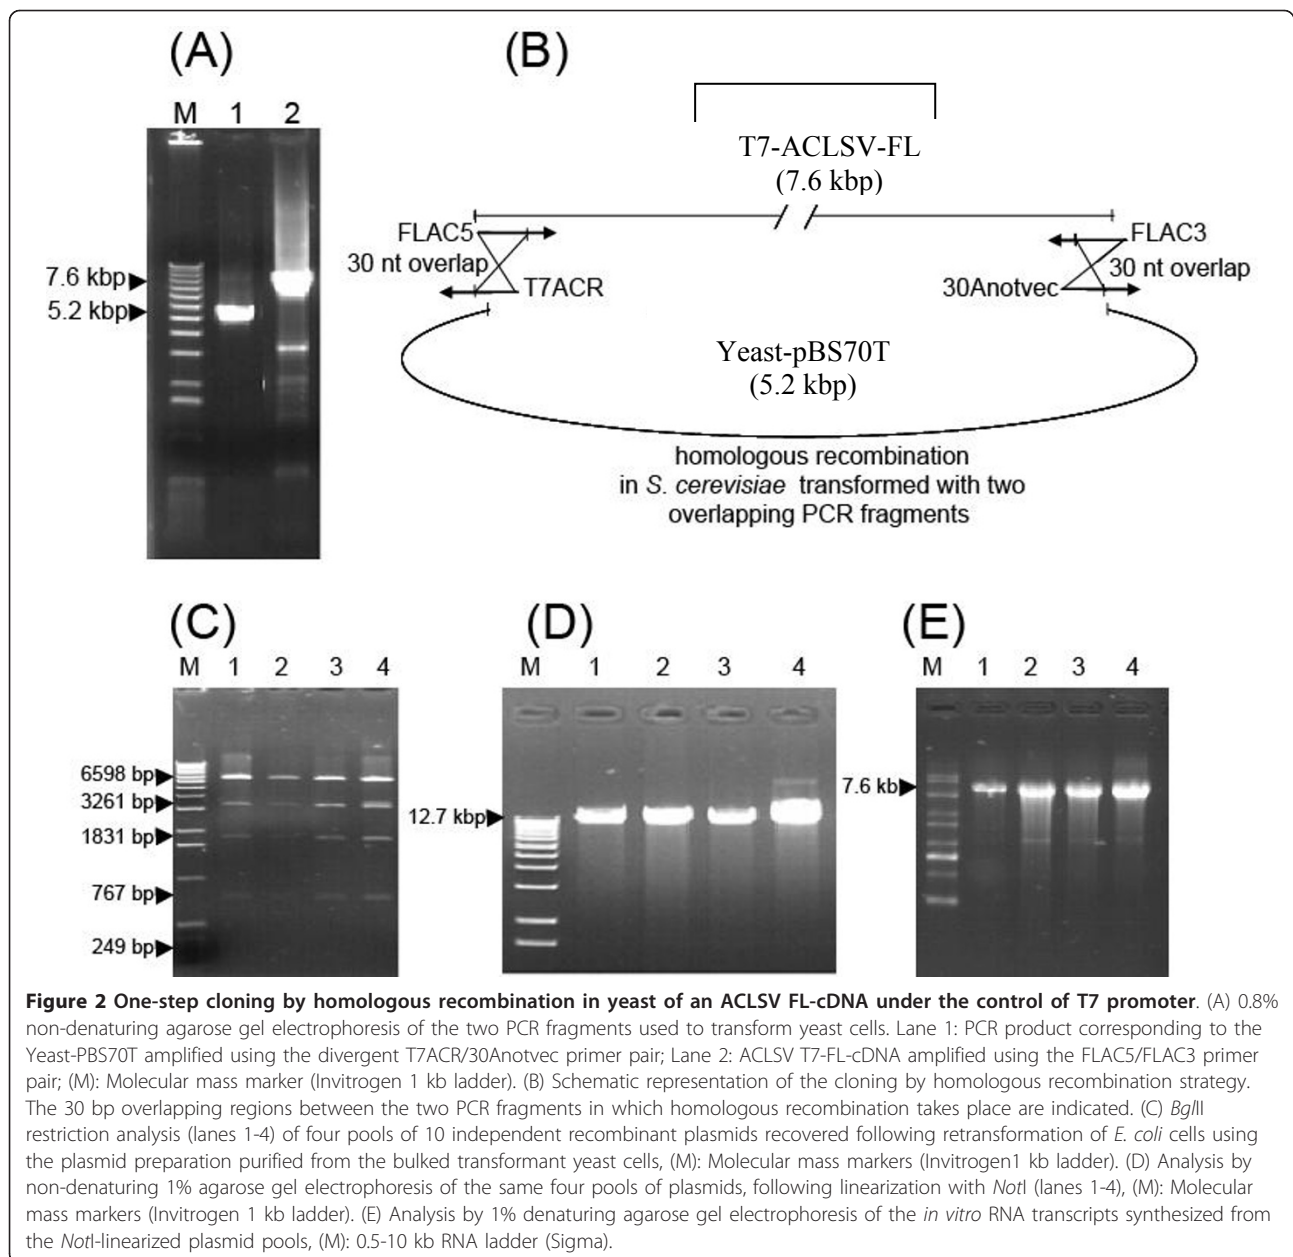 (A)
M 1 2
7.6 kbp
5.2 kbp
(B)
T7-ACLSV-FL
(7.6 kbp)
FLAC5
FLAC3
30 nt overlap
30 nt overlap
T7ACR
30Anotvec
Yeast-pBS70T
(5.2 kbp)
homologous recombination
in S. cerevisiae transformed with two
overlapping PCR fragments
(C)
M 1 2 3 4
6598 bp
3261 bp
1831 bp
767 bp
249 bp
(D)
M 1 2 3 4
12.7 kbp
(E)
M 1 2 3 4
7.6 kb
Figure 2 One-step cloning by homologous recombination in yeast of an ACLSV FL-cDNA under the control of T7 promoter. (A) 0.8%
non-denaturing agarose gel electrophoresis of the two PCR fragments used to transform yeast cells. Lane 1: PCR product corresponding to the
Yeast-PBS70T amplified using the divergent T7ACR/30Anotvec primer pair; Lane 2: ACLSV T7-FL-cDNA amplified using the FLAC5/FLAC3 primer
pair; (M): Molecular mass marker (Invitrogen 1 kb ladder). (B) Schematic representation of the cloning by homologous recombination strategy.
The 30 bp overlapping regions between the two PCR fragments in which homologous recombination takes place are indicated. (C) BglII
restriction analysis (lanes 1-4) of four pools of 10 independent recombinant plasmids recovered following retransformation of E. coli cells using
the plasmid preparation purified from the bulked transformant yeast cells, (M): Molecular mass markers (Invitrogen1 kb ladder). (D) Analysis by
non-denaturing 1% agarose gel electrophoresis of the same four pools of plasmids, following linearization with NotI (lanes 1-4), (M): Molecular
mass markers (Invitrogen 1 kb ladder). (E) Analysis by 1% denaturing agarose gel electrophoresis of the in vitro RNA transcripts synthesized from
the NotI-linearized plasmid pools, (M): 0.5-10 kb RNA ladder (Sigma).